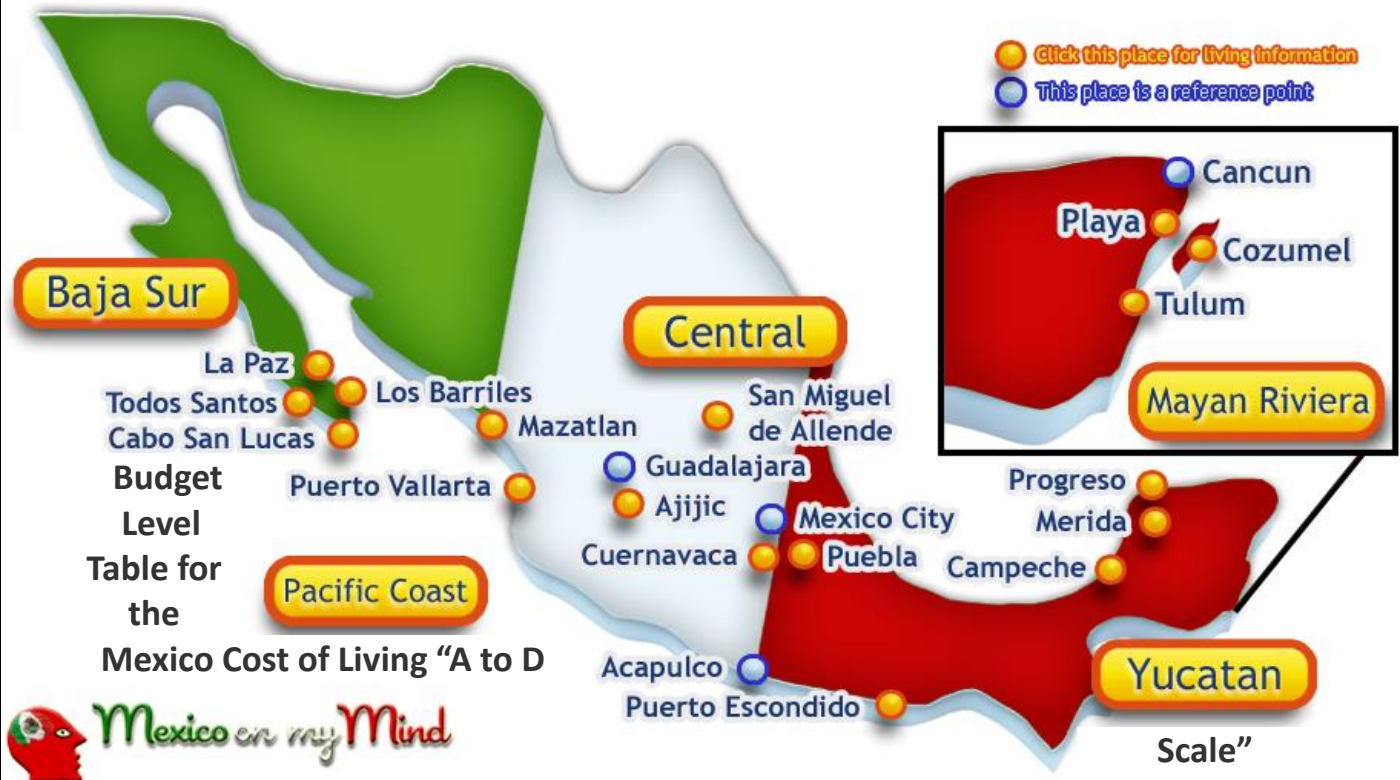 Click this place for living information
This place is a reference point
Cancun
Playa
Cozumel
Tulum
Mayan Riviera
Baja Sur
Central
La Paz
Los Barriles
Todos Santos
Cabo San Lucas
Mazatlan
San Miguel
de Allende
Guadalajara
Puerto Vallarta
Ajijic
Mexico City
Cuernavaca
Puebla
Progreso
Merida
Campeche
Pacific Coast
Budget
Level
Table for
the
Mexico Cost of Living “A to D
Acapulco
Puerto Escondido
Yucatan
Scale”
Mexico on my Mind